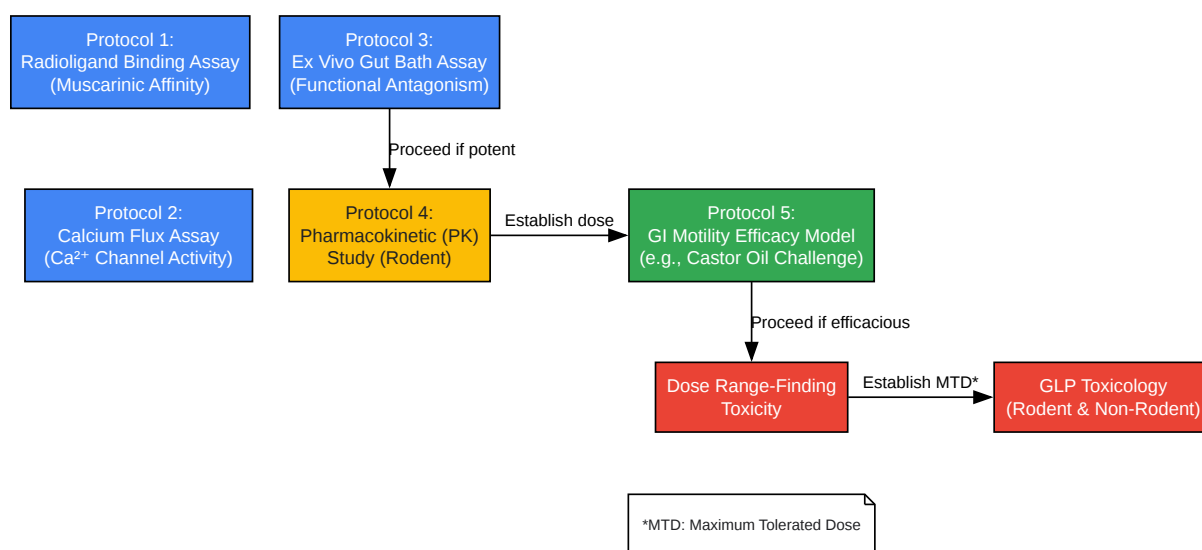 Protocol 1:
Radioligand Binding Assay
(Muscarinic Affinity)
Protocol 3:
Ex Vivo Gut Bath Assay
(Functional Antagonism)
Proceed if potent
Protocol 2:
Calcium Flux Assay
(Ca²⁺ Channel Activity)
Protocol 4:
Pharmacokinetic (PK)
Study (Rodent)
Establish dose
Protocol 5:
GI Motility Efficacy Model
(e.g., Castor Oil Challenge)
Proceed if efficacious
Dose Range-Finding
Toxicity
Establish MTD*
GLP Toxicology
(Rodent & Non-Rodent)
*MTD: Maximum Tolerated Dose